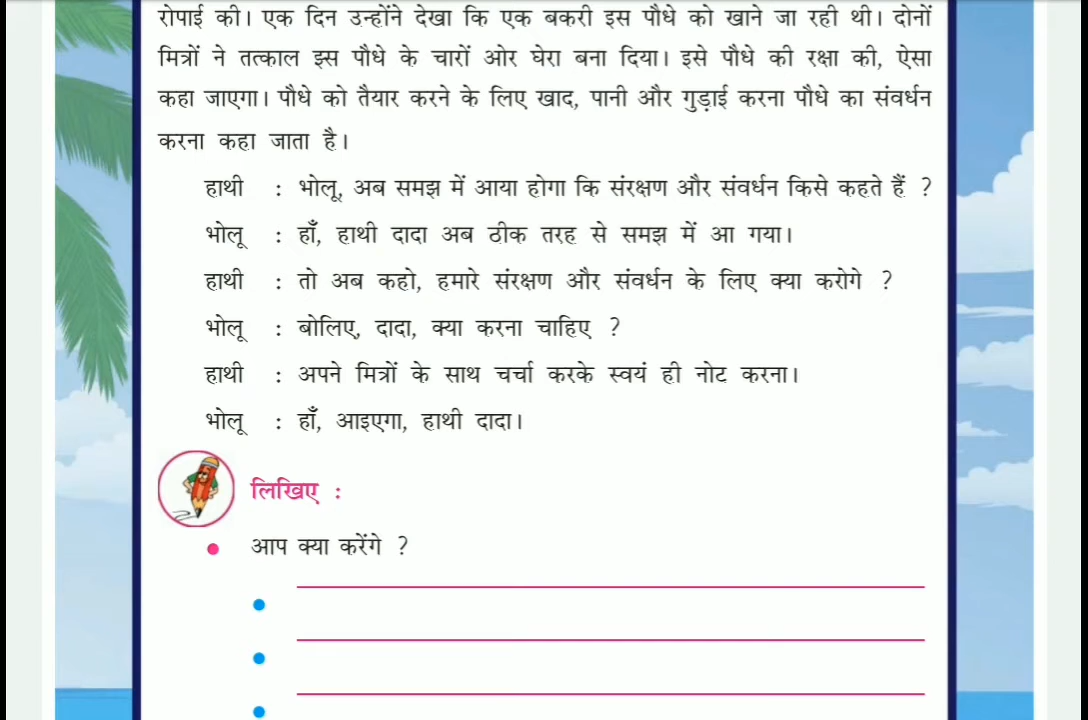 रोपाई की। एक दिन उन्होंने देखा कि एक बकरी इस पौधे को खाने जा रही थी। दोनों
मित्रों ने तत्काल इस पौधे के चारों ओर घेरा बना दिया। इसे पौधे की रक्षा की, ऐसा
कहा जाएगा। पौधे को तैयार करने के लिए खाद, पानी और गुड़ाई करना पौधे का संवर्धन
करना कहा जाता है।
हाथी : भोलू, अब समझ में आया होगा कि संरक्षण और संवर्धन किसे कहते हैं ?
भोलू : हाँ, हाथी दादा अब ठीक तरह से समझ में आ गया।
हाथी : तो अब कहो, हमारे संरक्षण और संवर्धन के लिए क्या करोगे ?
भोलू : बोलिए, दादा, क्या करना चाहिए ?
हाथी : अपने मित्रों के साथ चर्चा करके स्वयं ही नोट करना।
भोलू : हाँ, आइएगा, हाथी दादा।
लिखिए :
• आप क्या करेंगे ?